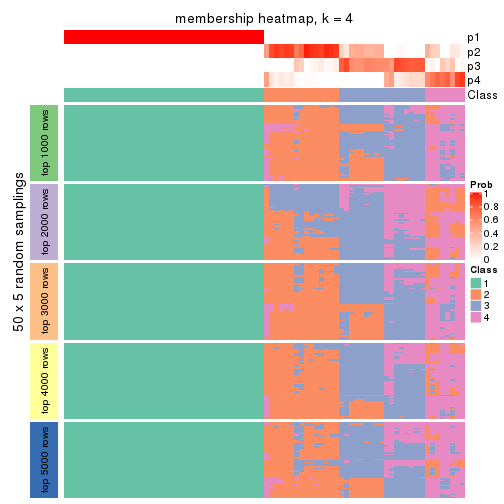 membership heatmap, k = 4
p1
p2
p3
p4
Class
50 x 5 random samplings
top 1000 rows
top 2000 rows
top 3000 rows
top 4000 rows
top 5000 rows
Prob
1
0.8
0.6
0.4
0.2
0
Class
1
2
3
4